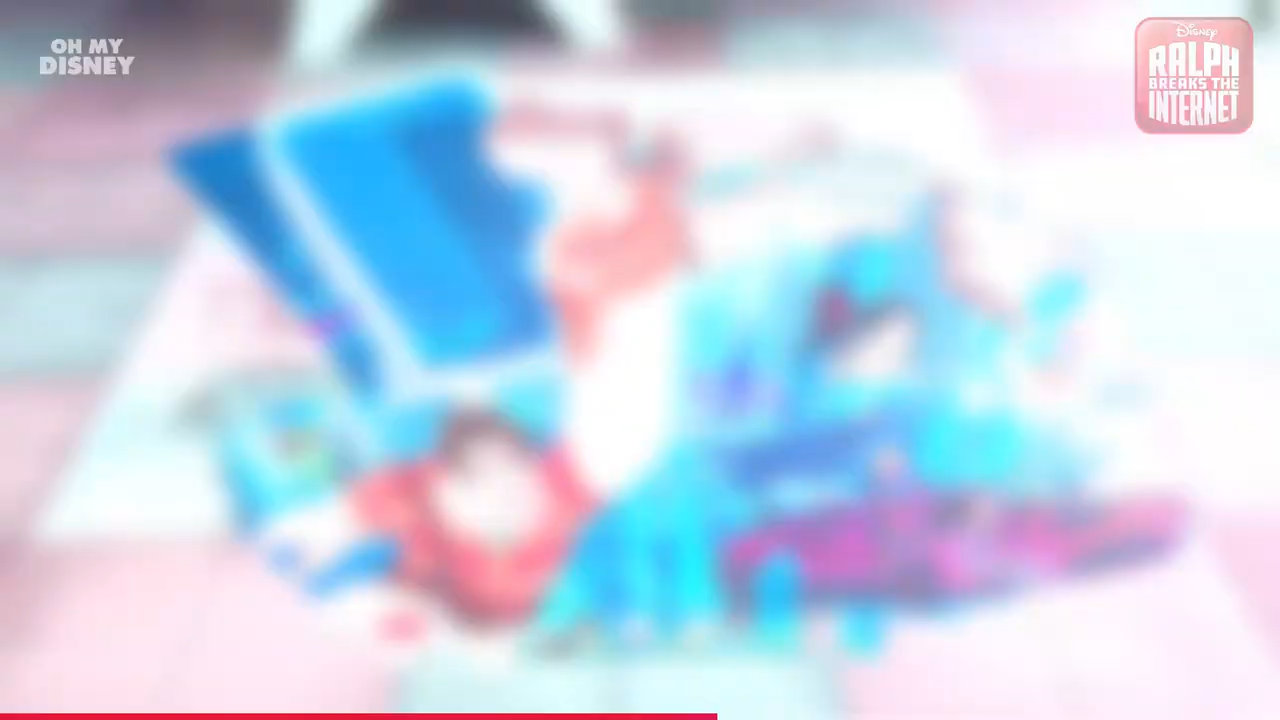 OH MY
DISNEY
Disney
RALPH
BREAKS THE
INTERNET